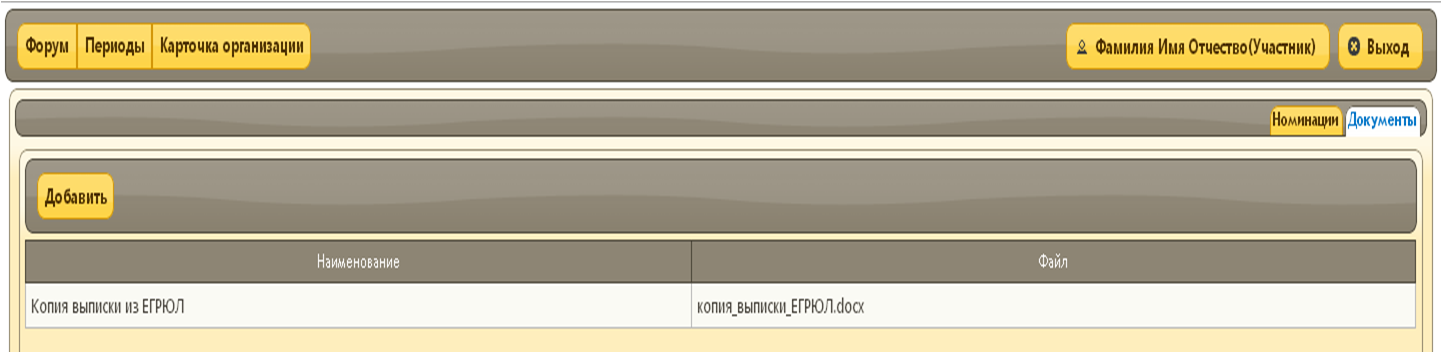 Форум Периоды Карточка организации Фамилия Имя Отчество(Участник) Выход
Номинации Документы
Добавить
Наименование Файл
Копия выписки из ЕГРЮЛ копия_выписки_ЕГРЮЛ.docx